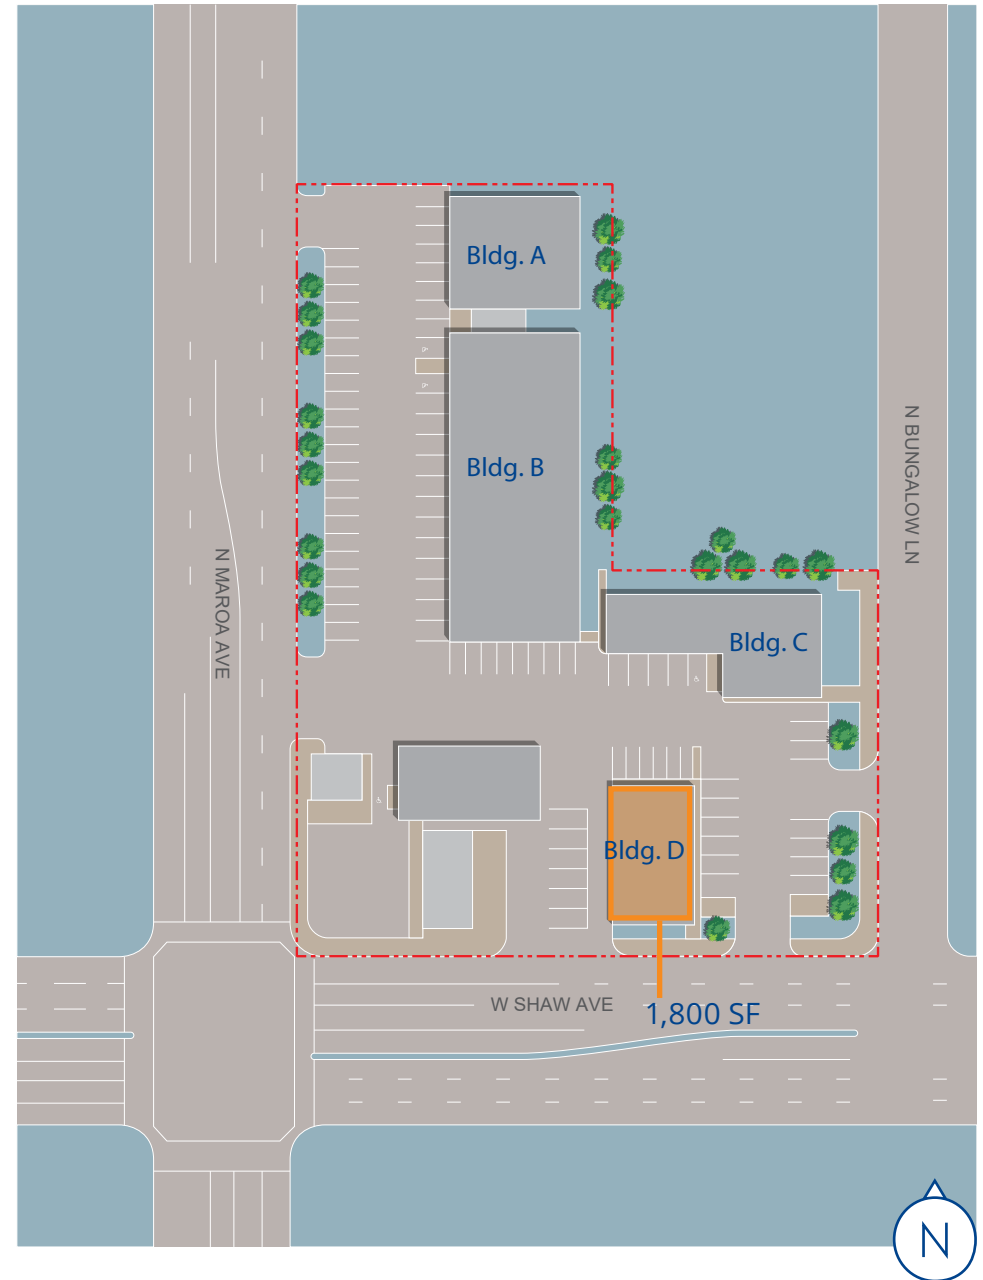 Bldg. A
Bldg. B
N BUNGALOW LN
N MAROA AVE
Bldg. C
Bldg. D
W SHAW AVE
1,800 SF
N